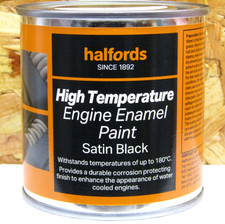 halfords
SINCE 1892
High Temperature
Engine Enamel
Paint
Satin Black
Withstands temperatures of up to 180°C.
Provides a durable corrosion protecting
finish to enhance the appearance of water
cooled engines.